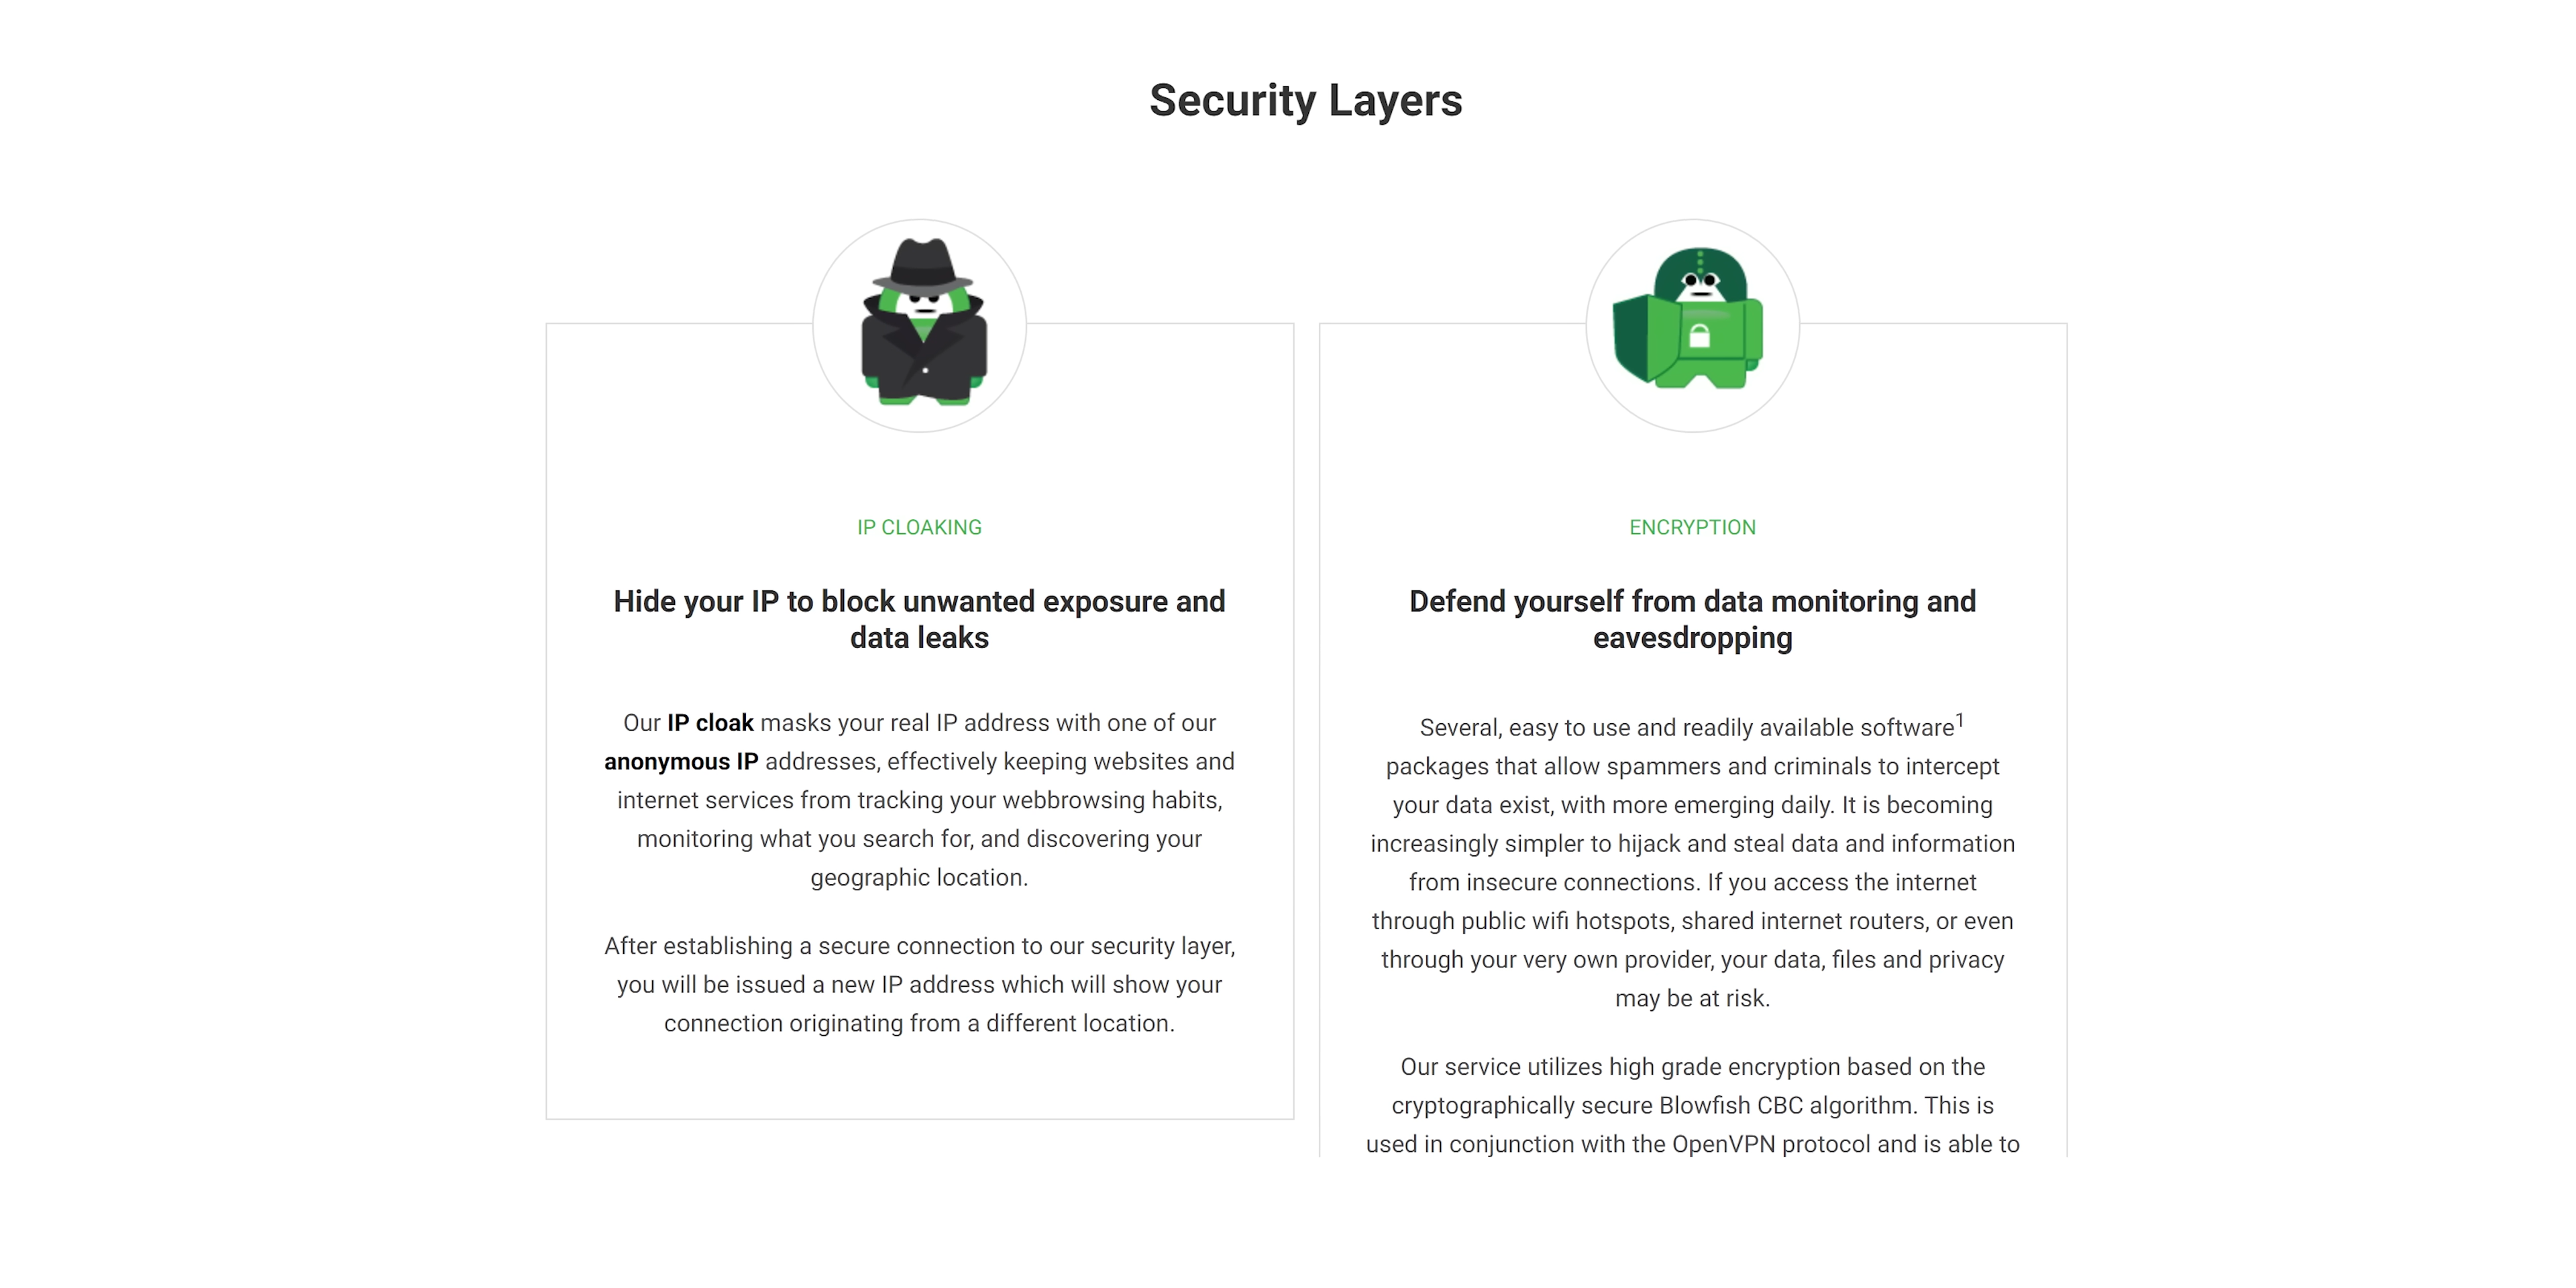 Security Layers
IP CLOAKING
Hide your IP to block unwanted exposure and
data leaks
Our IP cloak masks your real IP address with one of our
anonymous IP addresses, effectively keeping websites and
internet services from tracking your webbrowsing habits,
monitoring what you search for, and discovering your
geographic location.
After establishing a secure connection to our security layer,
you will be issued a new IP address which will show your
connection originating from a different location.
ENCRYPTION
Defend yourself from data monitoring and
eavesdropping
Several, easy to use and readily available software1
packages that allow spammers and criminals to intercept
your data exist, with more emerging daily. It is becoming
increasingly simpler to hijack and steal data and information
from insecure connections. If you access the internet
through public wifi hotspots, shared internet routers, or even
through your very own provider, your data, files and privacy
may be at risk.
Our service utilizes high grade encryption based on the
cryptographically secure Blowfish CBC algorithm. This is
used in conjunction with the OpenVPN protocol and is able to